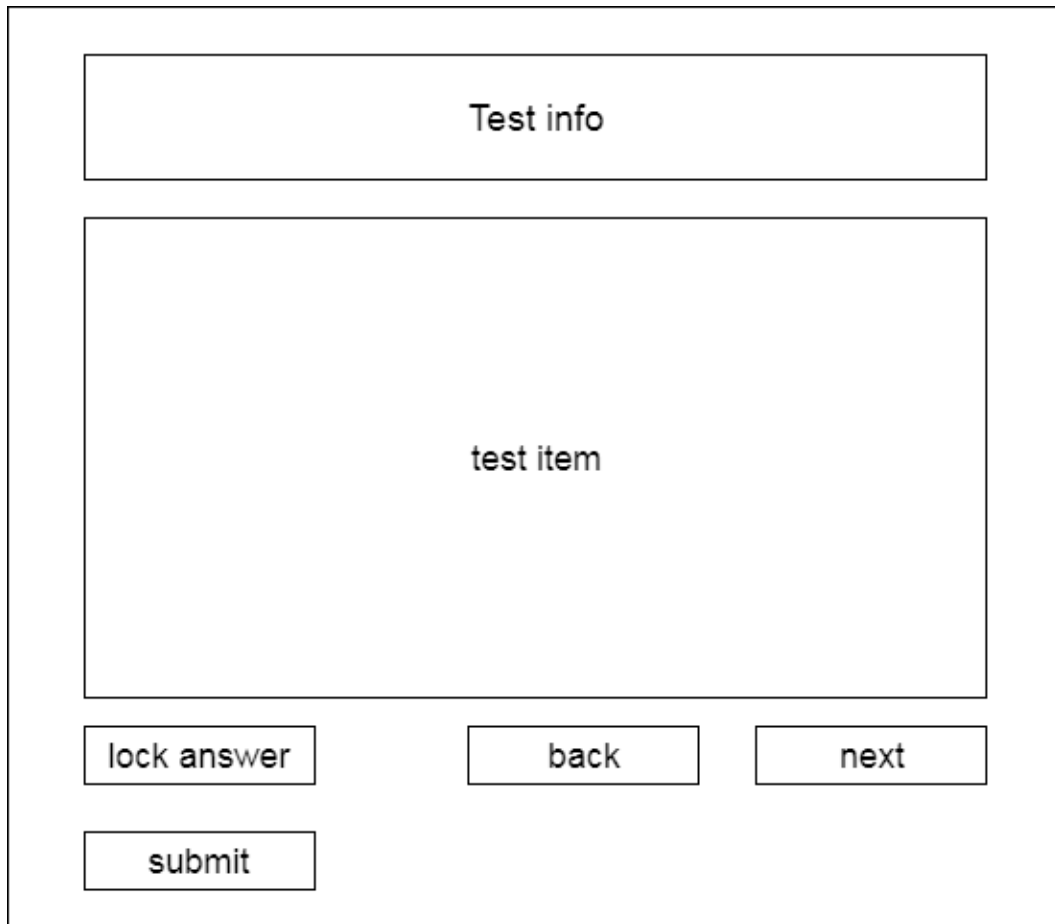 Test info
test item
lock answer
back
next
submit